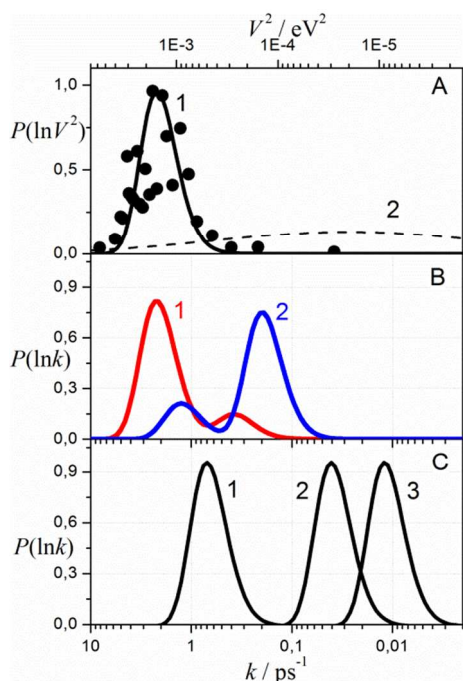 V² / eV²
1E-3 1E-4 1E-5
A
1,0
1
P(lnV²)
0,5
2
0,0
B
0,9
1 2
P(lnk)
0,6
0,3
0,0
C
0,9
1 2 3
P(lnk)
0,6
0,3
0,0
10 1 0,1 0,01
k / ps⁻¹